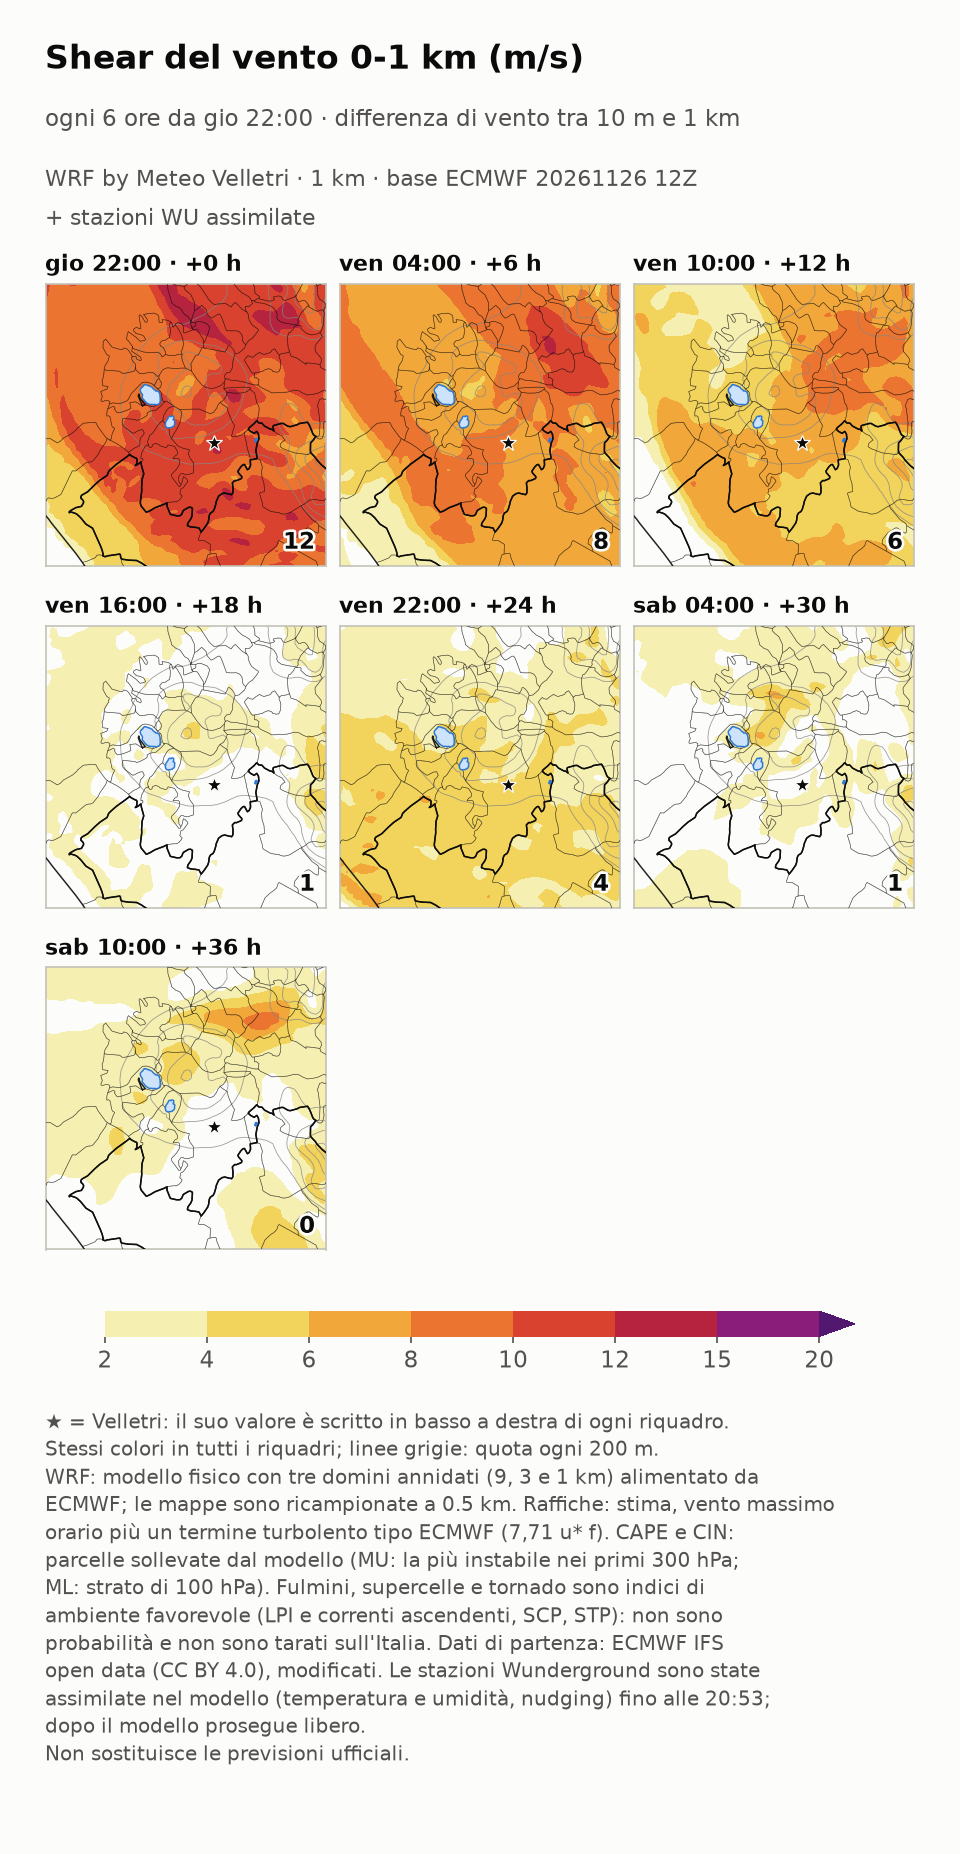 Shear del vento 0-1 km (m/s)
ogni 6 ore da gio 22:00 · differenza di vento tra 10 m e 1 km
WRF by Meteo Velletri · 1 km · base ECMWF 20261126 12Z
+ stazioni WU assimilate
gio 22:00 · +0 h
ven 04:00 · +6 h
ven 10:00 · +12 h
12
8
6
ven 16:00 · +18 h
ven 22:00 · +24 h
sab 04:00 · +30 h
1
4
1
sab 10:00 · +36 h
0
2 4 6 8 10 12 15 20
★ = Velletri: il suo valore è scritto in basso a destra di ogni riquadro.
Stessi colori in tutti i riquadri; linee grigie: quota ogni 200 m.
WRF: modello fisico con tre domini annidati (9, 3 e 1 km) alimentato da
ECMWF; le mappe sono ricampionate a 0.5 km. Raffiche: stima, vento massimo
orario più un termine turbolento tipo ECMWF (7,71 u* f). CAPE e CIN:
parcelle sollevate dal modello (MU: la più instabile nei primi 300 hPa;
ML: strato di 100 hPa). Fulmini, supercelle e tornado sono indici di
ambiente favorevole (LPI e correnti ascendenti, SCP, STP): non sono
probabilità e non sono tarati sull'Italia. Dati di partenza: ECMWF IFS
open data (CC BY 4.0), modificati. Le stazioni Wunderground sono state
assimilate nel modello (temperatura e umidità, nudging) fino alle 20:53;
dopo il modello prosegue libero.
Non sostituisce le previsioni ufficiali.